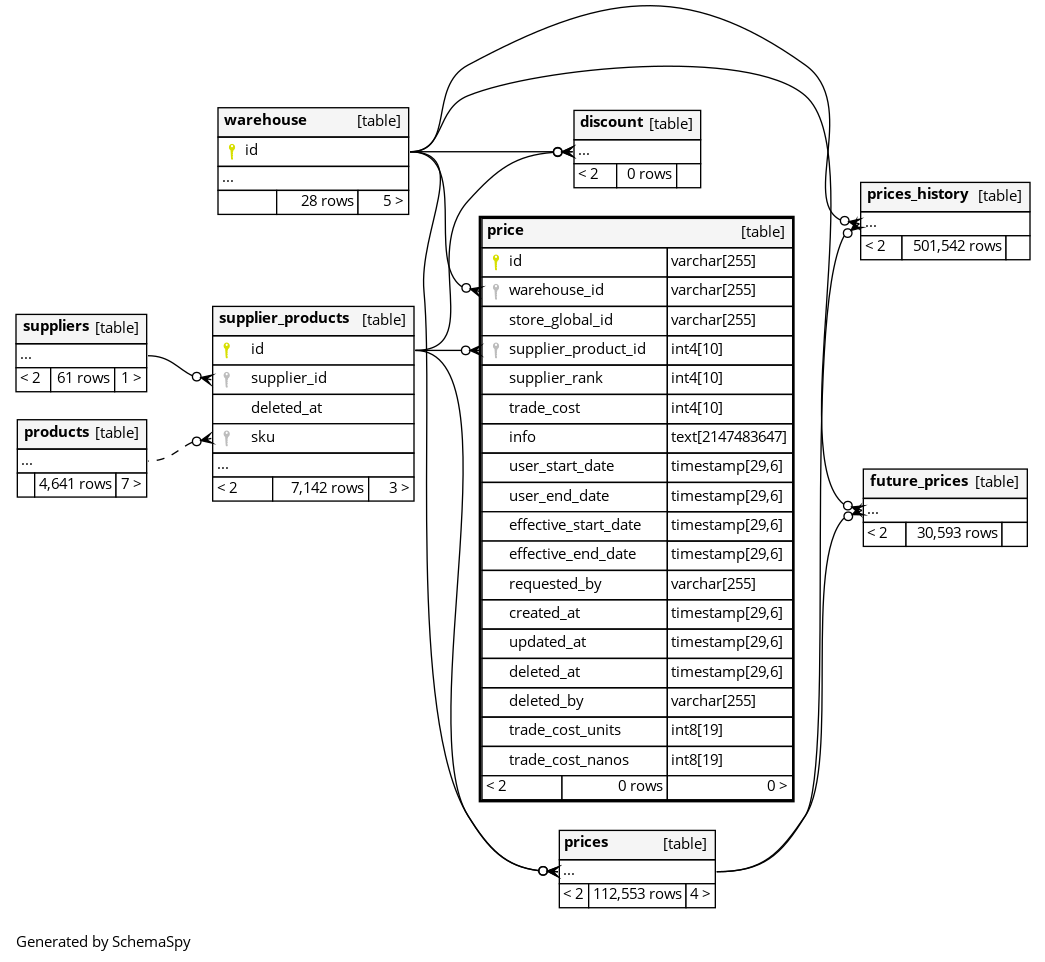 warehouse [table]
id
...
28 rows 5 >
discount [table]
...
< 2 0 rows
prices_history [table]
...
< 2 501,542 rows
suppliers [table]
...
< 2 61 rows 1 >
products [table]
...
4,641 rows 7 >
supplier_products [table]
id
supplier_id
deleted_at
sku
...
< 2 7,142 rows 3 >
price [table]
id varchar[255]
warehouse_id varchar[255]
store_global_id varchar[255]
supplier_product_id int4[10]
supplier_rank int4[10]
trade_cost int4[10]
info text[2147483647]
user_start_date timestamp[29,6]
user_end_date timestamp[29,6]
effective_start_date timestamp[29,6]
effective_end_date timestamp[29,6]
requested_by varchar[255]
created_at timestamp[29,6]
updated_at timestamp[29,6]
deleted_at timestamp[29,6]
deleted_by varchar[255]
trade_cost_units int8[19]
trade_cost_nanos int8[19]
< 2 0 rows 0 >
future_prices [table]
...
< 2 30,593 rows
prices [table]
...
< 2 112,553 rows 4 >
Generated by SchemaSpy